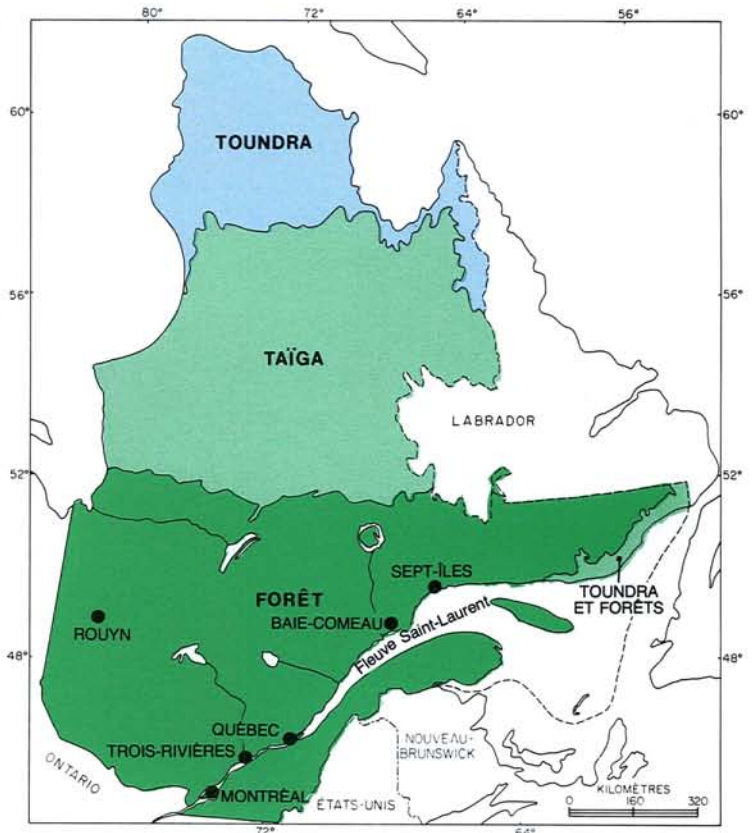 80° 72° 64° 56°
60° 60°
TOUNDRA
56° 56°
TAÏGA
LABRADOR
52° 52°
SEPT-ÎLES
FORÊT
TOUNDRA
ET FORÊTS
BAIE-COMEAU
ROUYN
Fleuve Saint-Laurent
48° 48°
QUÉBEC
TROIS-RIVIÈRES
NOUVEAU-
BRUNSWICK
ONTARIO
MONTRÉAL
ÉTATS-UNIS
KILOMÈTRES
0 160 320
72° 64°